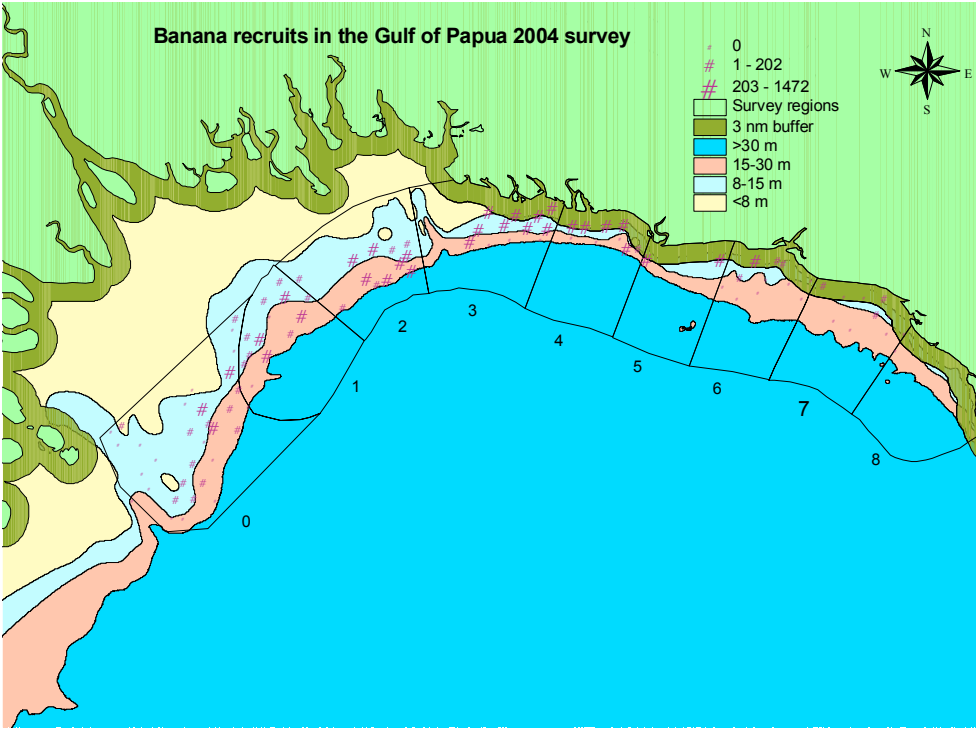 Banana recruits in the Gulf of Papua 2004 survey
0
1 - 202
203 - 1472
Survey regions
3 nm buffer
>30 m
15-30 m
8-15 m
<8 m
N
W E
S
2
3
4
1
5
6
7
8
0